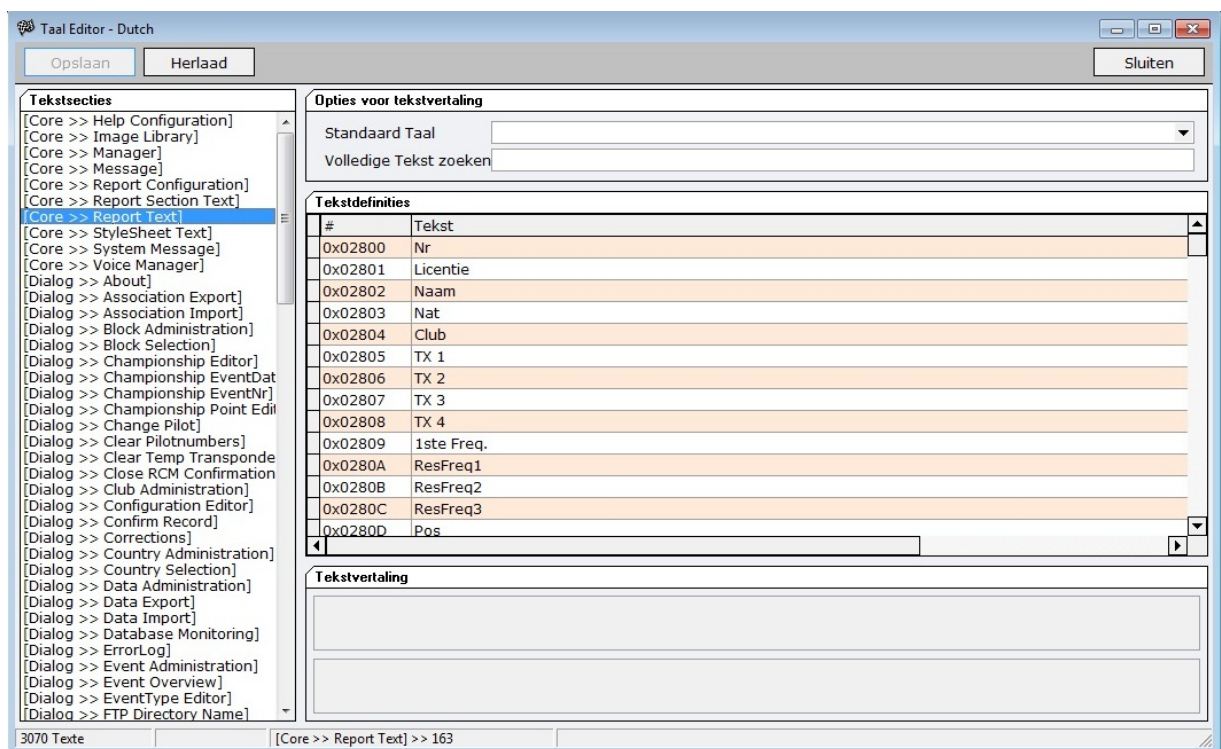 Taal Editor - Dutch
Opslaan
Herlaad
Sluiten
Tekstsecties
[Core >> Help Configuration]
[Core >> Image Library]
[Core >> Manager]
[Core >> Message]
[Core >> Report Configuration]
[Core >> Report Section Text]
[Core >> Report Text]
[Core >> StyleSheet Text]
[Core >> System Message]
[Core >> Voice Manager]
[Dialog >> About]
[Dialog >> Association Export]
[Dialog >> Association Import]
[Dialog >> Block Administration]
[Dialog >> Block Selection]
[Dialog >> Championship Editor]
[Dialog >> Championship EventDat
[Dialog >> Championship EventNr]
[Dialog >> Championship Point Edit
[Dialog >> Change Pilot]
[Dialog >> Clear Pilotnumbers]
[Dialog >> Clear Temp Transponde
[Dialog >> Close RCM Confirmation
[Dialog >> Club Administration]
[Dialog >> Configuration Editor]
[Dialog >> Confirm Record]
[Dialog >> Corrections]
[Dialog >> Country Administration]
[Dialog >> Country Selection]
[Dialog >> Data Administration]
[Dialog >> Data Export]
[Dialog >> Data Import]
[Dialog >> Database Monitoring]
[Dialog >> ErrorLog]
[Dialog >> Event Administration]
[Dialog >> Event Overview]
[Dialog >> EventType Editor]
[Dialog >> FTP Directory Name]
Opties voor tekstvertaling
Standaard Taal
Volledige Tekst zoeken
Tekstdefinities
# Tekst
0x02800 Nr
0x02801 Licentie
0x02802 Naam
0x02803 Nat
0x02804 Club
0x02805 TX 1
0x02806 TX 2
0x02807 TX 3
0x02808 TX 4
0x02809 1ste Freq.
0x0280A ResFreq1
0x0280B ResFreq2
0x0280C ResFreq3
0x0280D Pos
Tekstvertaling
3070 Texte
[Core >> Report Text] >> 163